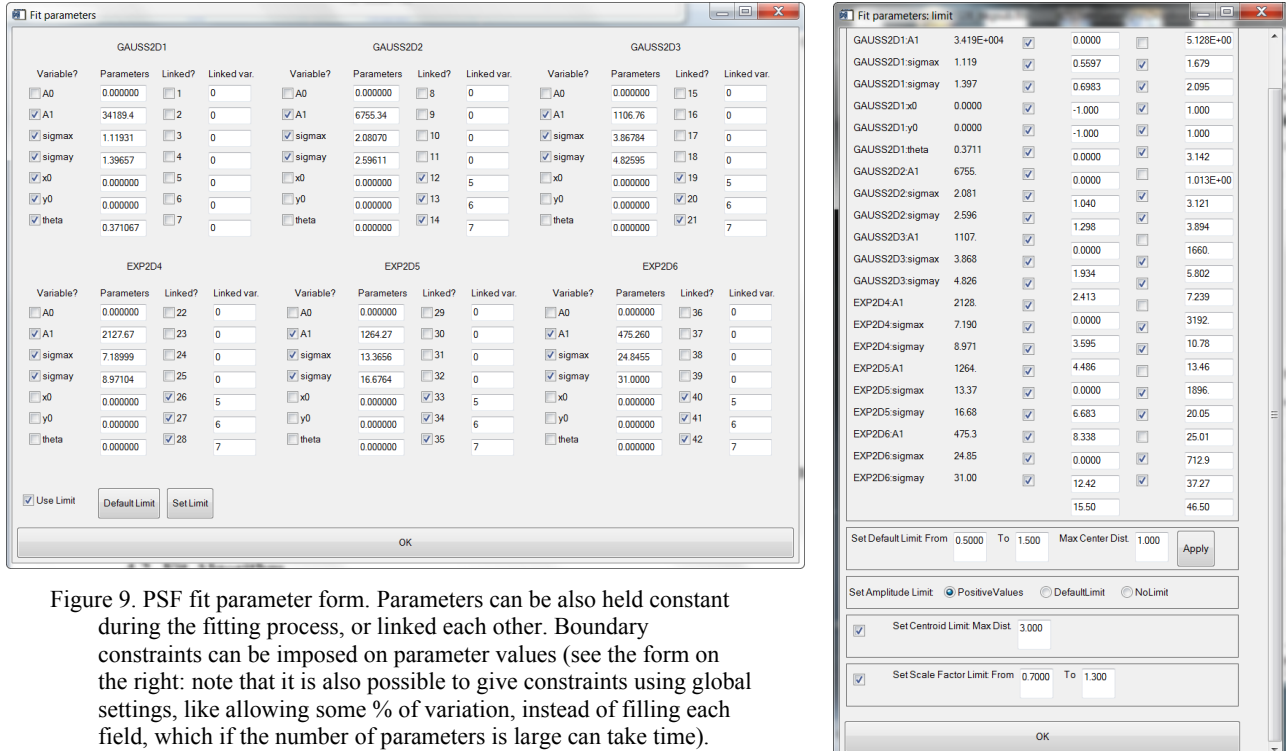 Fit parameters
GAUSS2D1 GAUSS2D2 GAUSS2D3
Variable? Parameters Linked? Linked var. Variable? Parameters Linked? Linked var. Variable? Parameters Linked? Linked var.
A0 0.000000 1 0 A0 0.000000 8 0 A0 0.000000 15 0
A1 34189.4 2 0 A1 6755.34 9 0 A1 1106.76 16 0
sigmax 1.11931 3 0 sigmax 2.08070 10 0 sigmax 3.86784 17 0
sigmay 1.39657 4 0 sigmay 2.59611 11 0 sigmay 4.82595 18 0
x0 0.000000 5 0 x0 0.000000 12 5 x0 0.000000 19 5
y0 0.000000 6 0 y0 0.000000 13 6 y0 0.000000 20 6
theta 0.371067 7 0 theta 0.000000 14 7 theta 0.000000 21 7
EXP2D4 EXP2D5 EXP2D6
Variable? Parameters Linked? Linked var. Variable? Parameters Linked? Linked var. Variable? Parameters Linked? Linked var.
A0 0.000000 22 0 A0 0.000000 29 0 A0 0.000000 36 0
A1 2127.67 23 0 A1 1264.27 30 0 A1 475.260 37 0
sigmax 7.18999 24 0 sigmax 13.3656 31 0 sigmax 24.8455 38 0
sigmay 8.97104 25 0 sigmay 16.6764 32 0 sigmay 31.0000 39 0
x0 0.000000 26 5 x0 0.000000 33 5 x0 0.000000 40 5
y0 0.000000 27 6 y0 0.000000 34 6 y0 0.000000 41 6
theta 0.000000 28 7 theta 0.000000 35 7 theta 0.000000 42 7
Use Limit Default Limit Set Limit
OK
Figure 9. PSF fit parameter form. Parameters can be also held constant
during the fitting process, or linked each other. Boundary
constraints can be imposed on parameter values (see the form on
the right: note that it is also possible to give constraints using global
settings, like allowing some % of variation, instead of filling each
field, which if the number of parameters is large can take time).
Fit parameters: limit
GAUSS2D1:A1 3.419E+004 0.0000 5.128E+00
GAUSS2D1:sigmax 1.119 0.5597 1.679
GAUSS2D1:sigmay 1.397 0.6983 2.095
GAUSS2D1:x0 0.0000 -1.000 1.000
GAUSS2D1:y0 0.0000 -1.000 1.000
GAUSS2D1:theta 0.3711 0.0000 3.142
GAUSS2D2:A1 6755. 0.0000 1.013E+00
GAUSS2D2:sigmax 2.081 1.040 3.121
GAUSS2D2:sigmay 2.596 1.298 3.894
GAUSS2D3:A1 1107. 0.0000 1660.
GAUSS2D3:sigmax 3.868 1.934 5.802
GAUSS2D3:sigmay 4.826 2.413 7.239
EXP2D4:A1 2128. 0.0000 3192.
EXP2D4:sigmax 7.190 3.595 10.78
EXP2D4:sigmay 8.971 4.486 13.46
EXP2D5:A1 1264. 0.0000 1896.
EXP2D5:sigmax 13.37 6.683 20.05
EXP2D5:sigmay 16.68 8.338 25.01
EXP2D6:A1 475.3 0.0000 712.9
EXP2D6:sigmax 24.85 12.42 37.27
EXP2D6:sigmay 31.00 15.50 46.50
Set Default Limit: From 0.5000 To 1.500 Max Center Dist. 1.000 Apply
Set Amplitude Limit: PositiveValues DefaultLimit NoLimit
Set Centroid Limit: Max Dist. 3.000
Set Scale Factor Limit: From 0.7000 To 1.300
OK